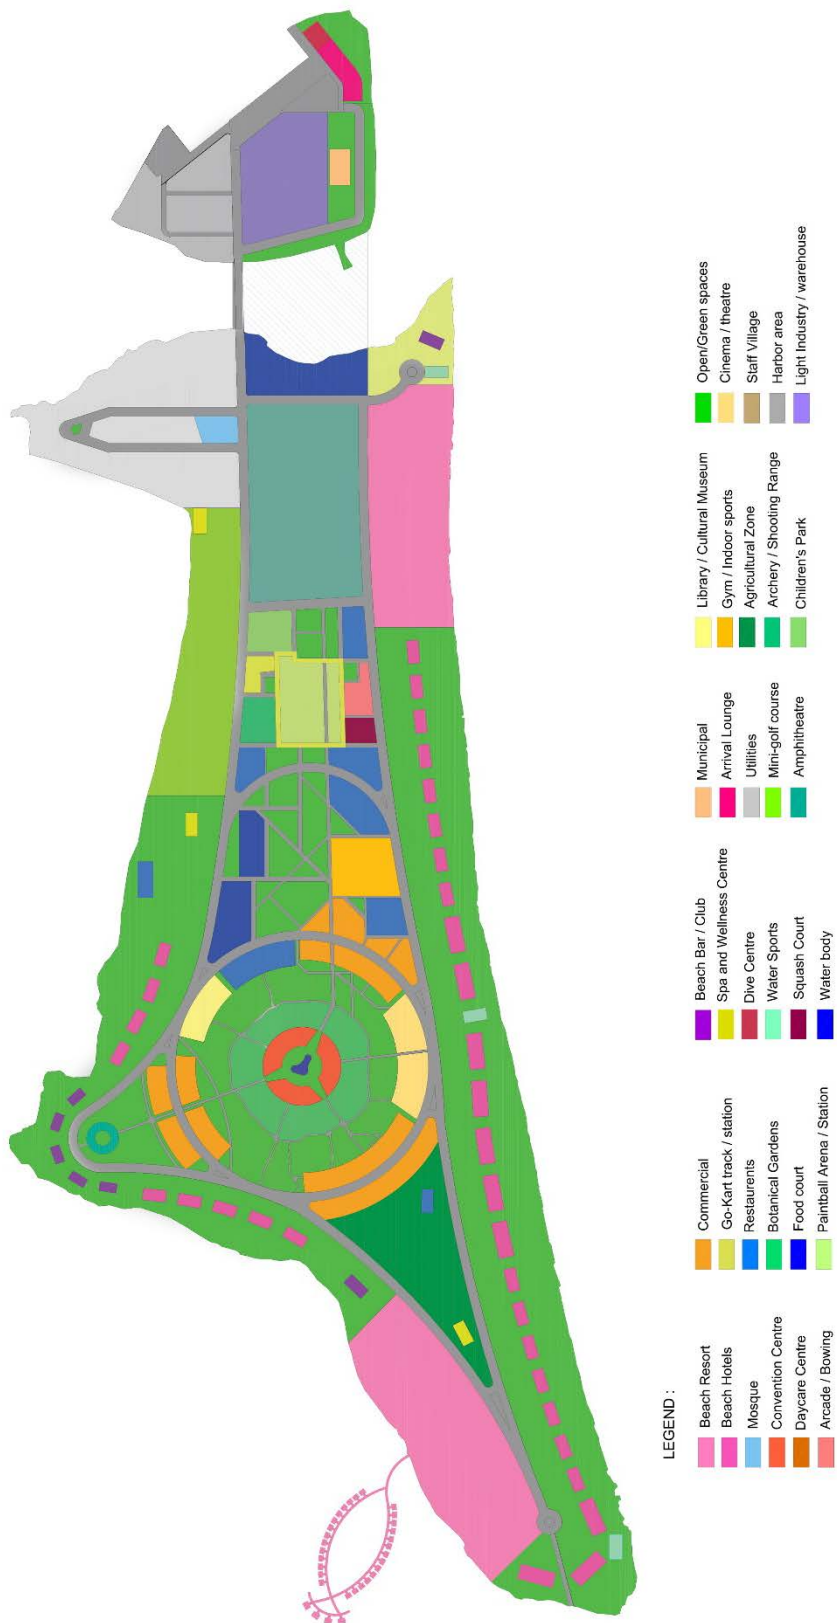 LEGEND :
Beach Resort
Beach Hotels
Mosque
Convention Centre
Daycare Centre
Arcade / Bowing
Commercial
Go-Kart track / station
Restaurents
Botanical Gardens
Food court
Paintball Arena / Station
Beach Bar / Club
Spa and Wellness Centre
Dive Centre
Water Sports
Squash Court
Water body
Municipal
Arrival Lounge
Utilities
Mini-golf course
Amphitheatre
Library / Cultural Museum
Gym / Indoor sports
Agricultural Zone
Archery / Shooting Range
Children's Park
Open/Green spaces
Cinema / theatre
Staff Village
Harbor area
Light Industry / warehouse